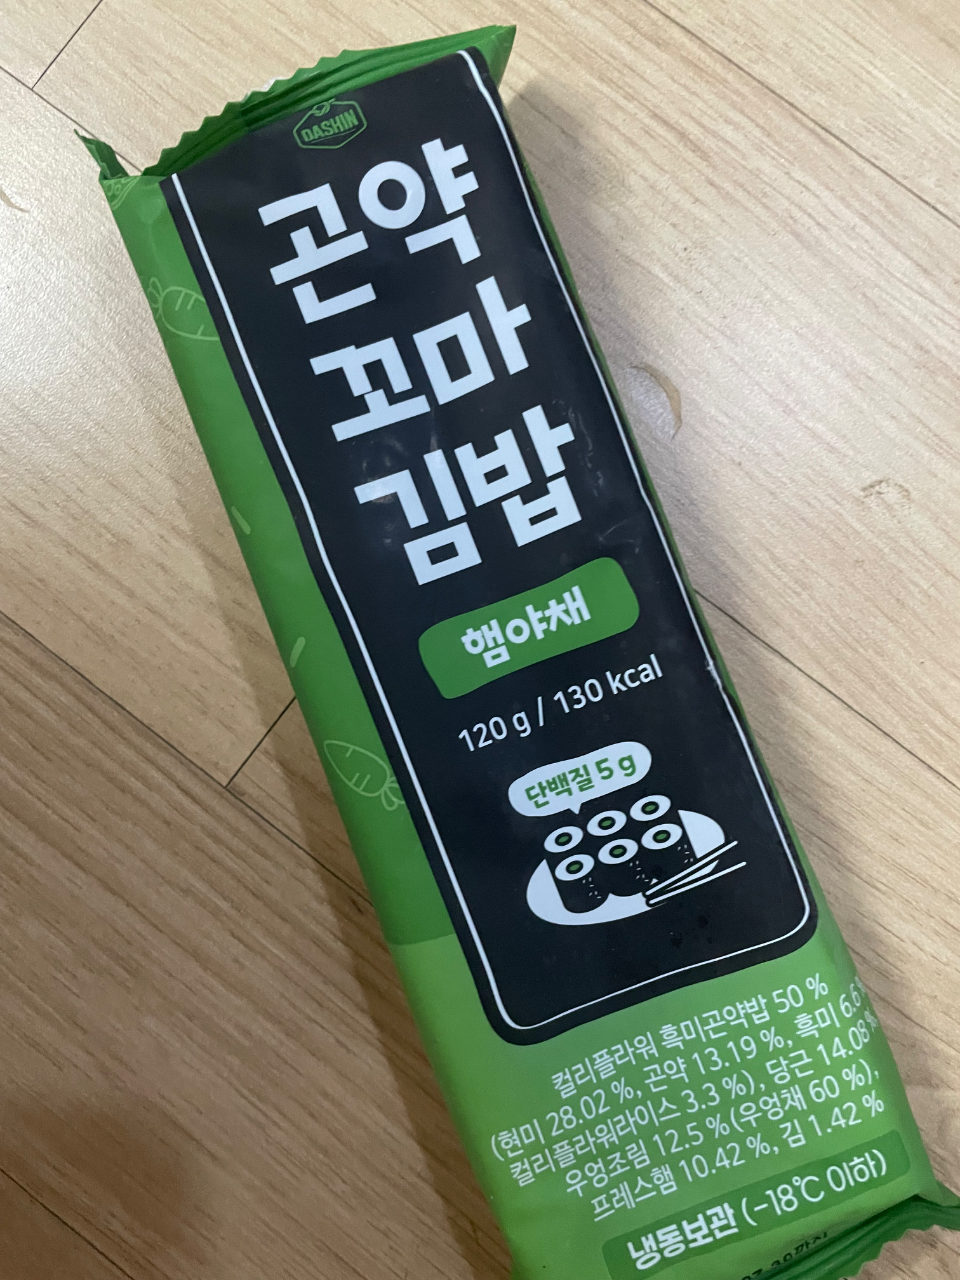 DASHIN
곤약
꼬마
김밥
햄야채
120 g / 130 kcal
단백질 5 g
컬리플라워 흑미곤약밥 50 %
(현미 28.02 %, 곤약 13.19 %, 흑미 6.6%
컬리플라워라이스 3.3 %), 당근 14.08%
우엉조림 12.5 %(우엉채 60 %),
프레스햄 10.42 %, 김 1.42 %
냉동보관 (-18℃ 이하)